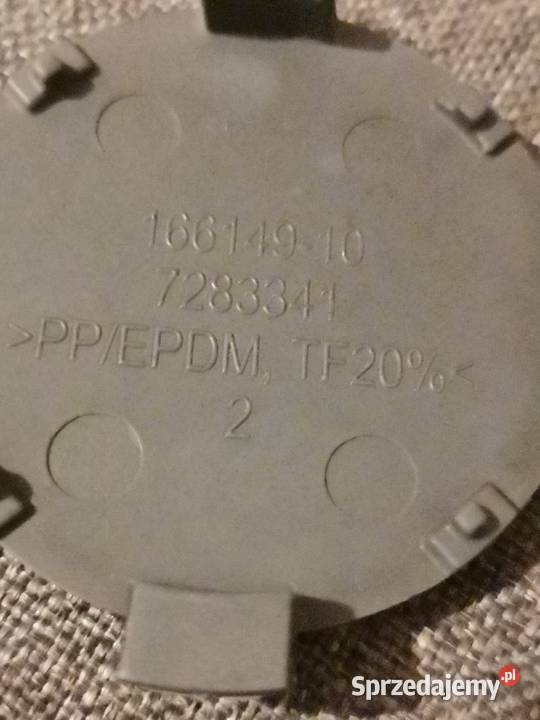 166149-10
7283341
>PP/EPDM, TF20%<
2
Sprzedajemy.pl